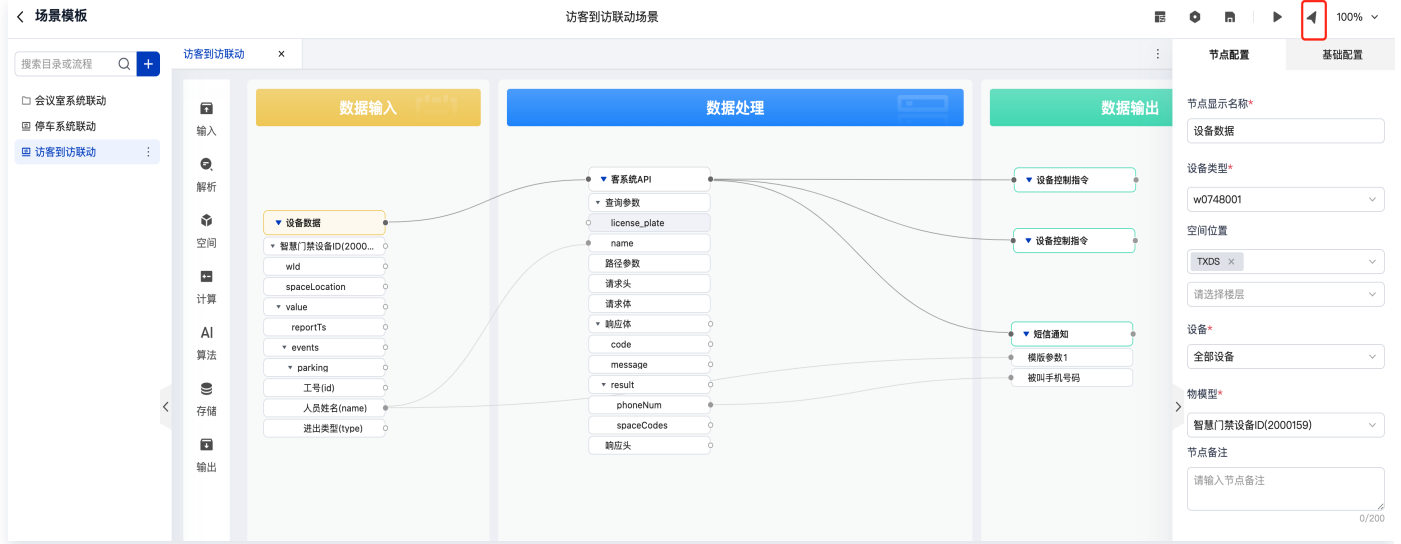 场景模板
访客到访联动场景
100%
搜索目录或流程
+
会议室系统联动
停车系统联动
访客到访联动
访客到访联动 ×
输入
解析
空间
计算
AI
算法
存储
输出
数据输入
设备数据
智慧门禁设备ID(2000...
wId
spaceLocation
value
reportTs
events
parking
工号(id)
人员姓名(name)
进出类型(type)
数据处理
客系统API
查询参数
license_plate
name
路径参数
请求头
请求体
响应体
code
message
result
phoneNum
spaceCodes
响应头
数据输出
设备控制指令
设备控制指令
短信通知
模版参数1
被叫手机号码
节点配置
基础配置
节点显示名称*
设备数据
设备类型*
w0748001
空间位置
TXDS ×
请选择楼层
设备*
全部设备
物模型*
智慧门禁设备ID(2000159)
节点备注
请输入节点备注
0/200